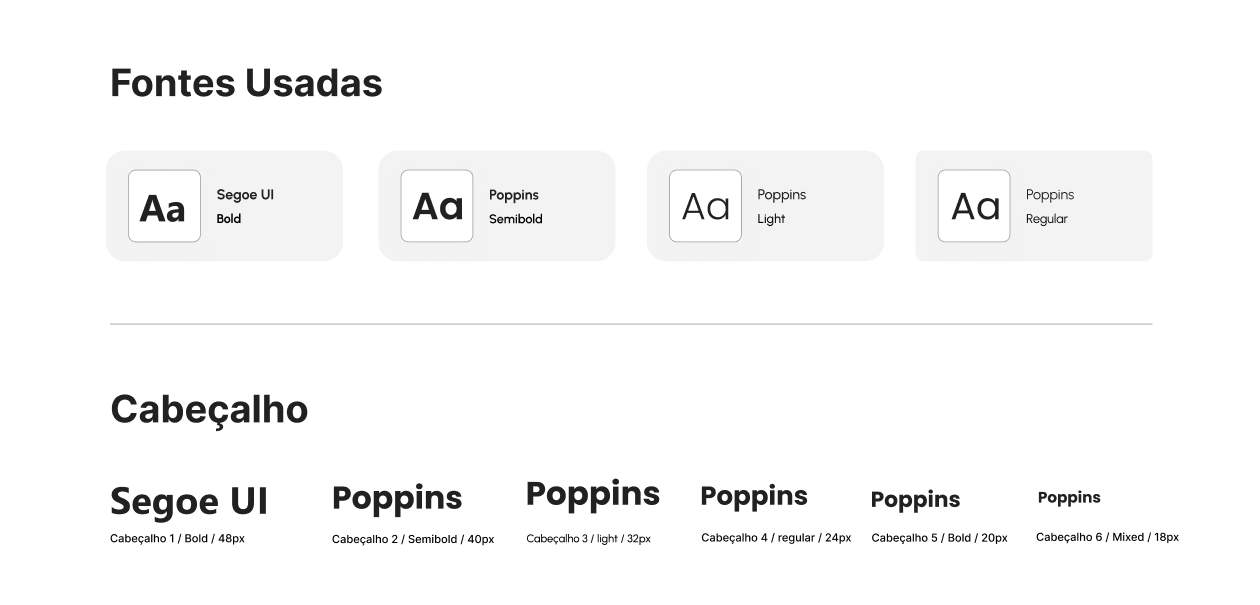 Fontes Usadas
Aa
Segoe UI
Bold
Aa
Poppins
Semibold
Aa
Poppins
Light
Aa
Poppins
Regular
Cabeçalho
Segoe UI
Cabeçalho 1 / Bold / 48px
Poppins
Cabeçalho 2 / Semibold / 40px
Poppins
Cabeçalho 3 / light / 32px
Poppins
Cabeçalho 4 / regular / 24px
Poppins
Cabeçalho 5 / Bold / 20px
Poppins
Cabeçalho 6 / Mixed / 18px